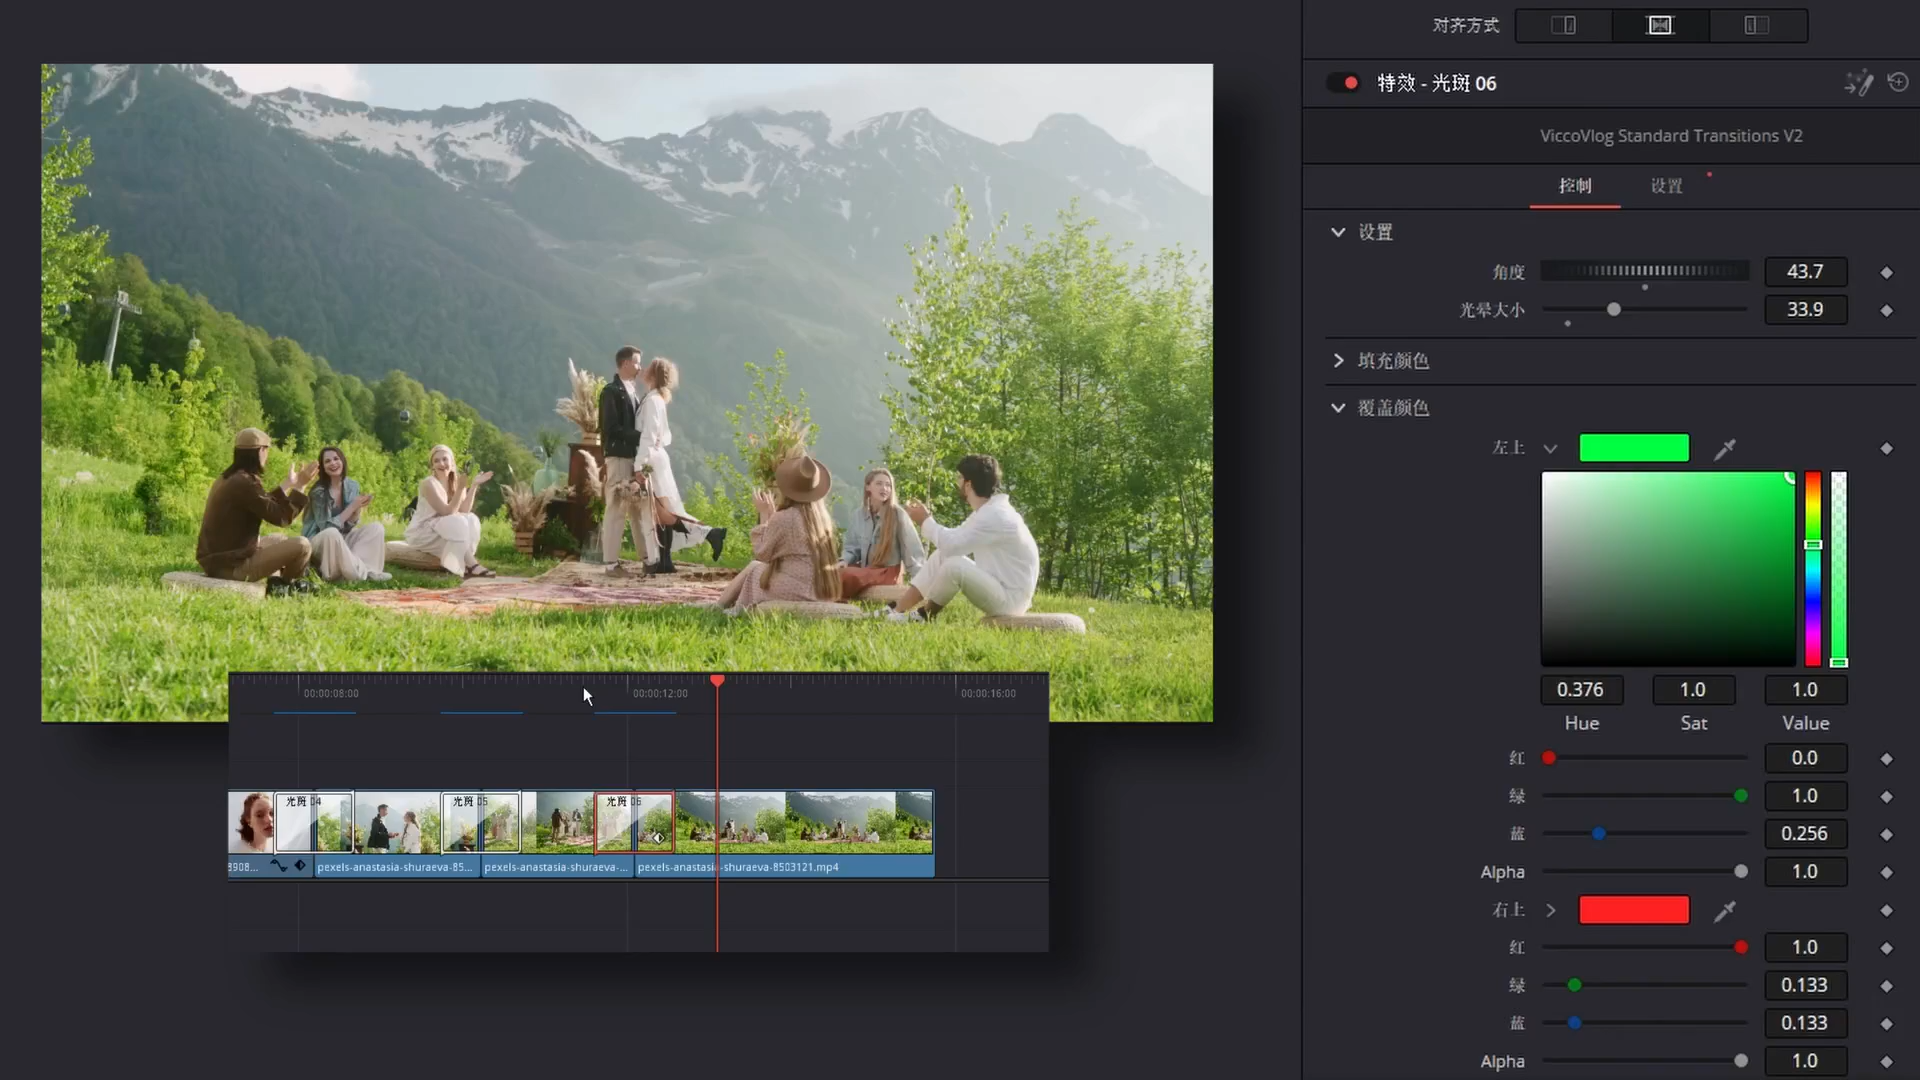 对齐方式
特效 - 光斑 06
ViccoVlog Standard Transitions V2
控制
设置
设置
角度
43.7
光晕大小
33.9
填充颜色
覆盖颜色
左上
0.376
1.0
1.0
Hue
Sat
Value
红
0.0
绿
1.0
蓝
0.256
Alpha
1.0
右上
红
1.0
绿
0.133
蓝
0.133
Alpha
1.0
00:00:08:00
00:00:12:00
00:00:16:00
光斑 04
光斑 05
光斑 06
8908...
pexels-anastasia-shuraeva-85...
pexels-anastasia-shuraeva-...
pexels-anastasia-shuraeva-8503121.mp4